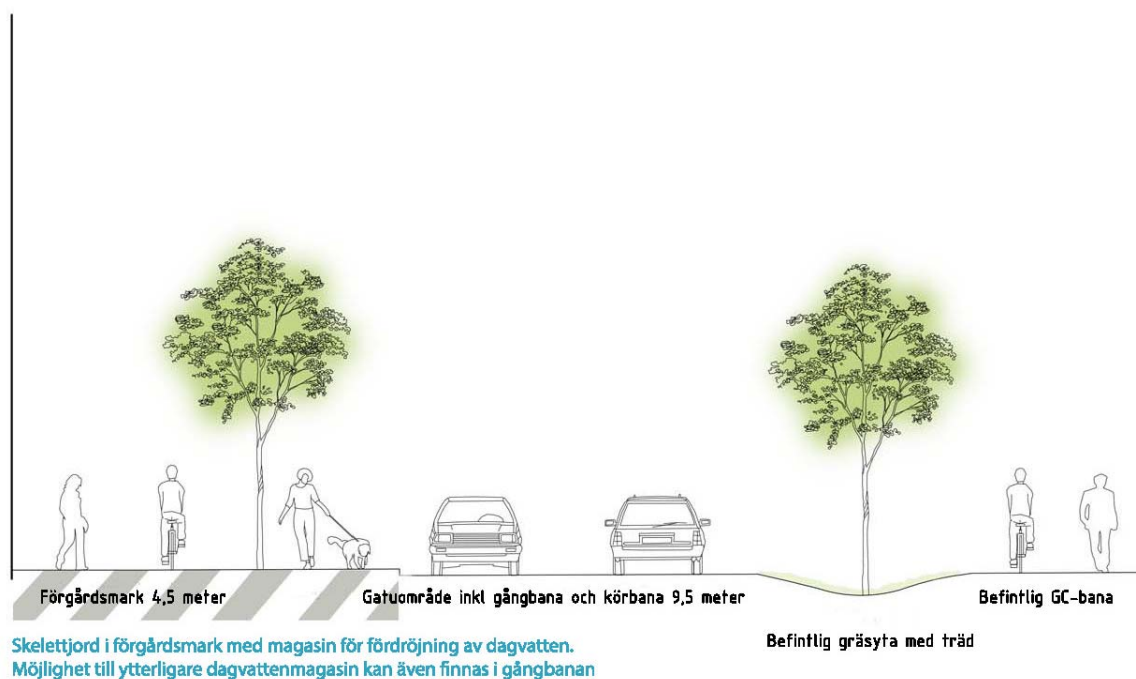 Förgårdsmark 4,5 meter
Gatuområde inkl gångbana och körbana 9,5 meter
Befintlig GC-bana
Befintlig gräsyta med träd
Skelettjord i förgårdsmark med magasin för fördröjning av dagvatten.
Möjlighet till ytterligare dagvattenmagasin kan även finnas i gångbanan